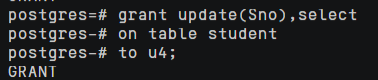 postgres=# grant update(Sno),select
postgres-# on table student
postgres-# to u4;
GRANT